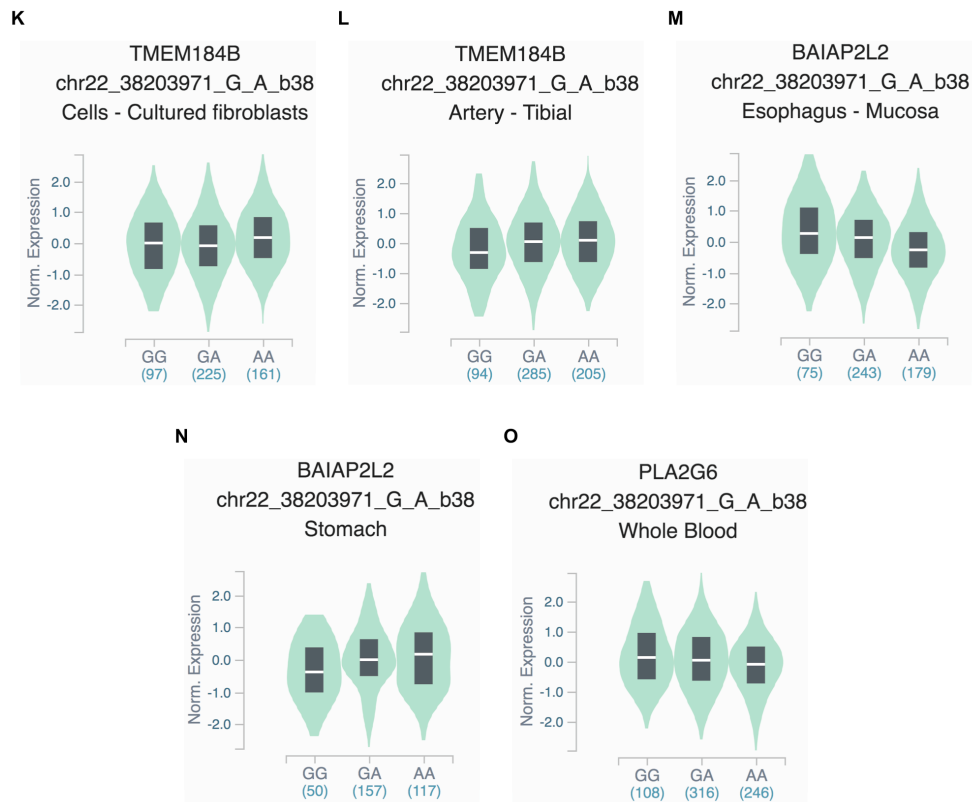 K
TMEM184B
chr22_38203971_G_A_b38
Cells - Cultured fibroblasts
Norm. Expression
2.0
1.0
0.0
-1.0
-2.0
GG GA AA
(97) (225) (161)
L
TMEM184B
chr22_38203971_G_A_b38
Artery - Tibial
Norm. Expression
2.0
1.0
0.0
-1.0
-2.0
GG GA AA
(94) (285) (205)
M
BAIAP2L2
chr22_38203971_G_A_b38
Esophagus - Mucosa
Norm. Expression
2.0
1.0
0.0
-1.0
-2.0
GG GA AA
(75) (243) (179)
N
BAIAP2L2
chr22_38203971_G_A_b38
Stomach
Norm. Expression
2.0
1.0
0.0
-1.0
-2.0
GG GA AA
(50) (157) (117)
O
PLA2G6
chr22_38203971_G_A_b38
Whole Blood
Norm. Expression
2.0
1.0
0.0
-1.0
-2.0
GG GA AA
(108) (316) (246)